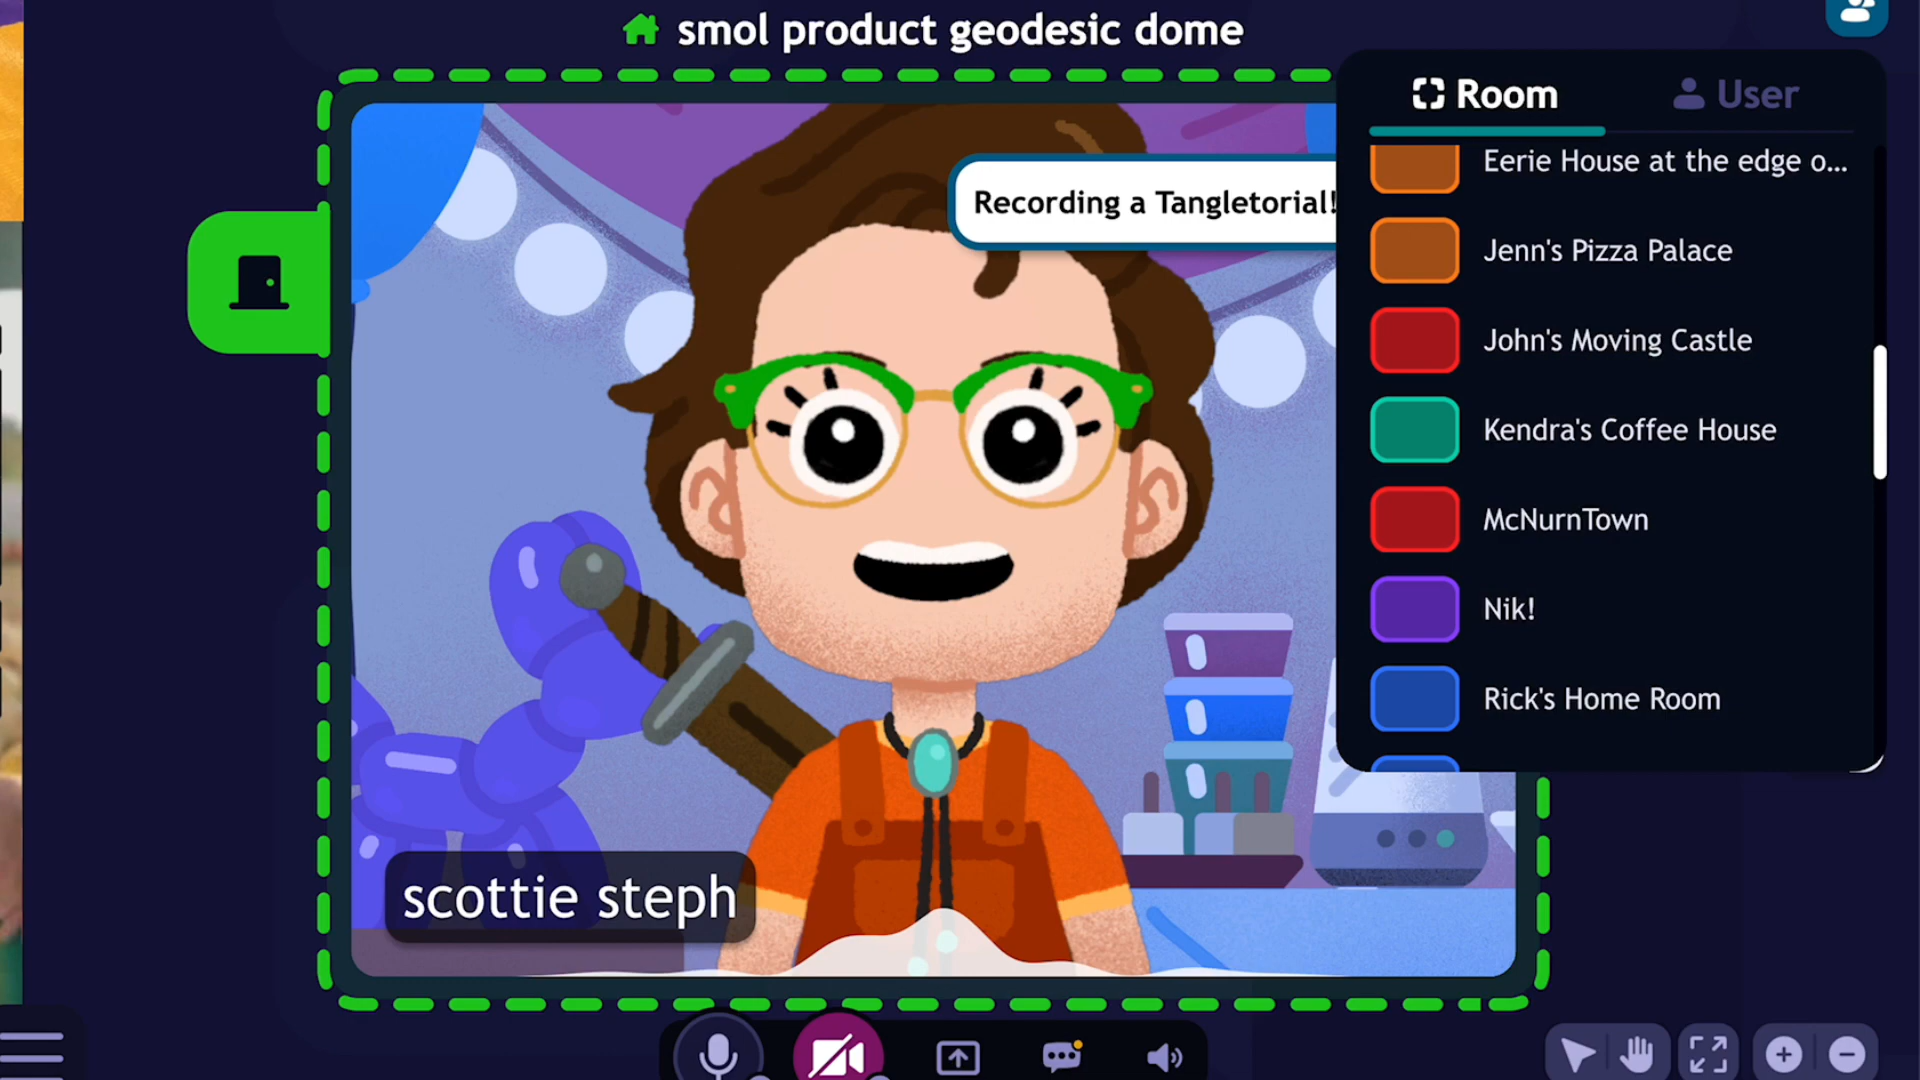 smol product geodesic dome
Room
User
Recording a Tangletorial!
Eerie House at the edge o...
Jenn's Pizza Palace
John's Moving Castle
Kendra's Coffee House
McNurnTown
Nik!
Rick's Home Room
scottie steph